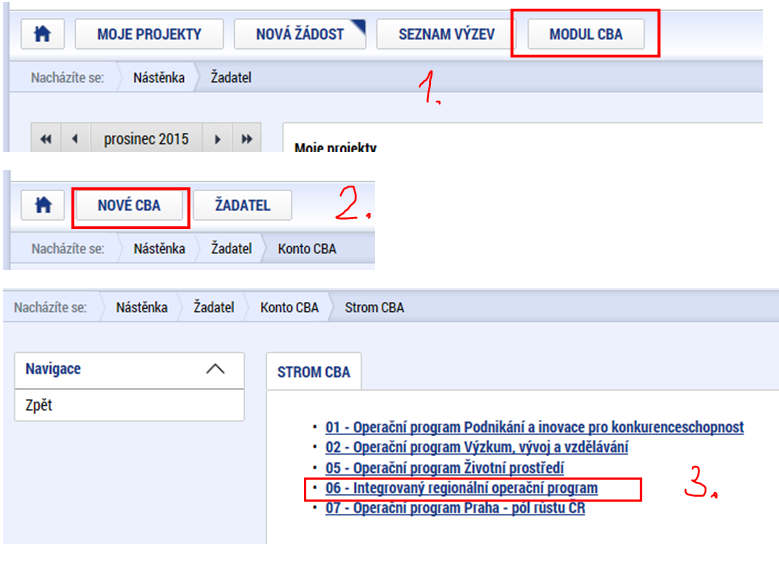 MOJE PROJEKTY NOVÁ ŽÁDOST SEZNAM VÝZEV MODUL CBA
Nacházíte se: Nástěnka Žadatel
1.
prosinec 2015
Moje projekty
NOVÉ CBA ŽADATEL
2.
Nacházíte se: Nástěnka Žadatel Konto CBA
Nacházíte se: Nástěnka Žadatel Konto CBA Strom CBA
Navigace
Zpět
STROM CBA
01 - Operační program Podnikání a inovace pro konkurenceschopnost
02 - Operační program Výzkum, vývoj a vzdělávání
05 - Operační program Životní prostředí
06 - Integrovaný regionální operační program
07 - Operační program Praha - pól růstu ČR
3.